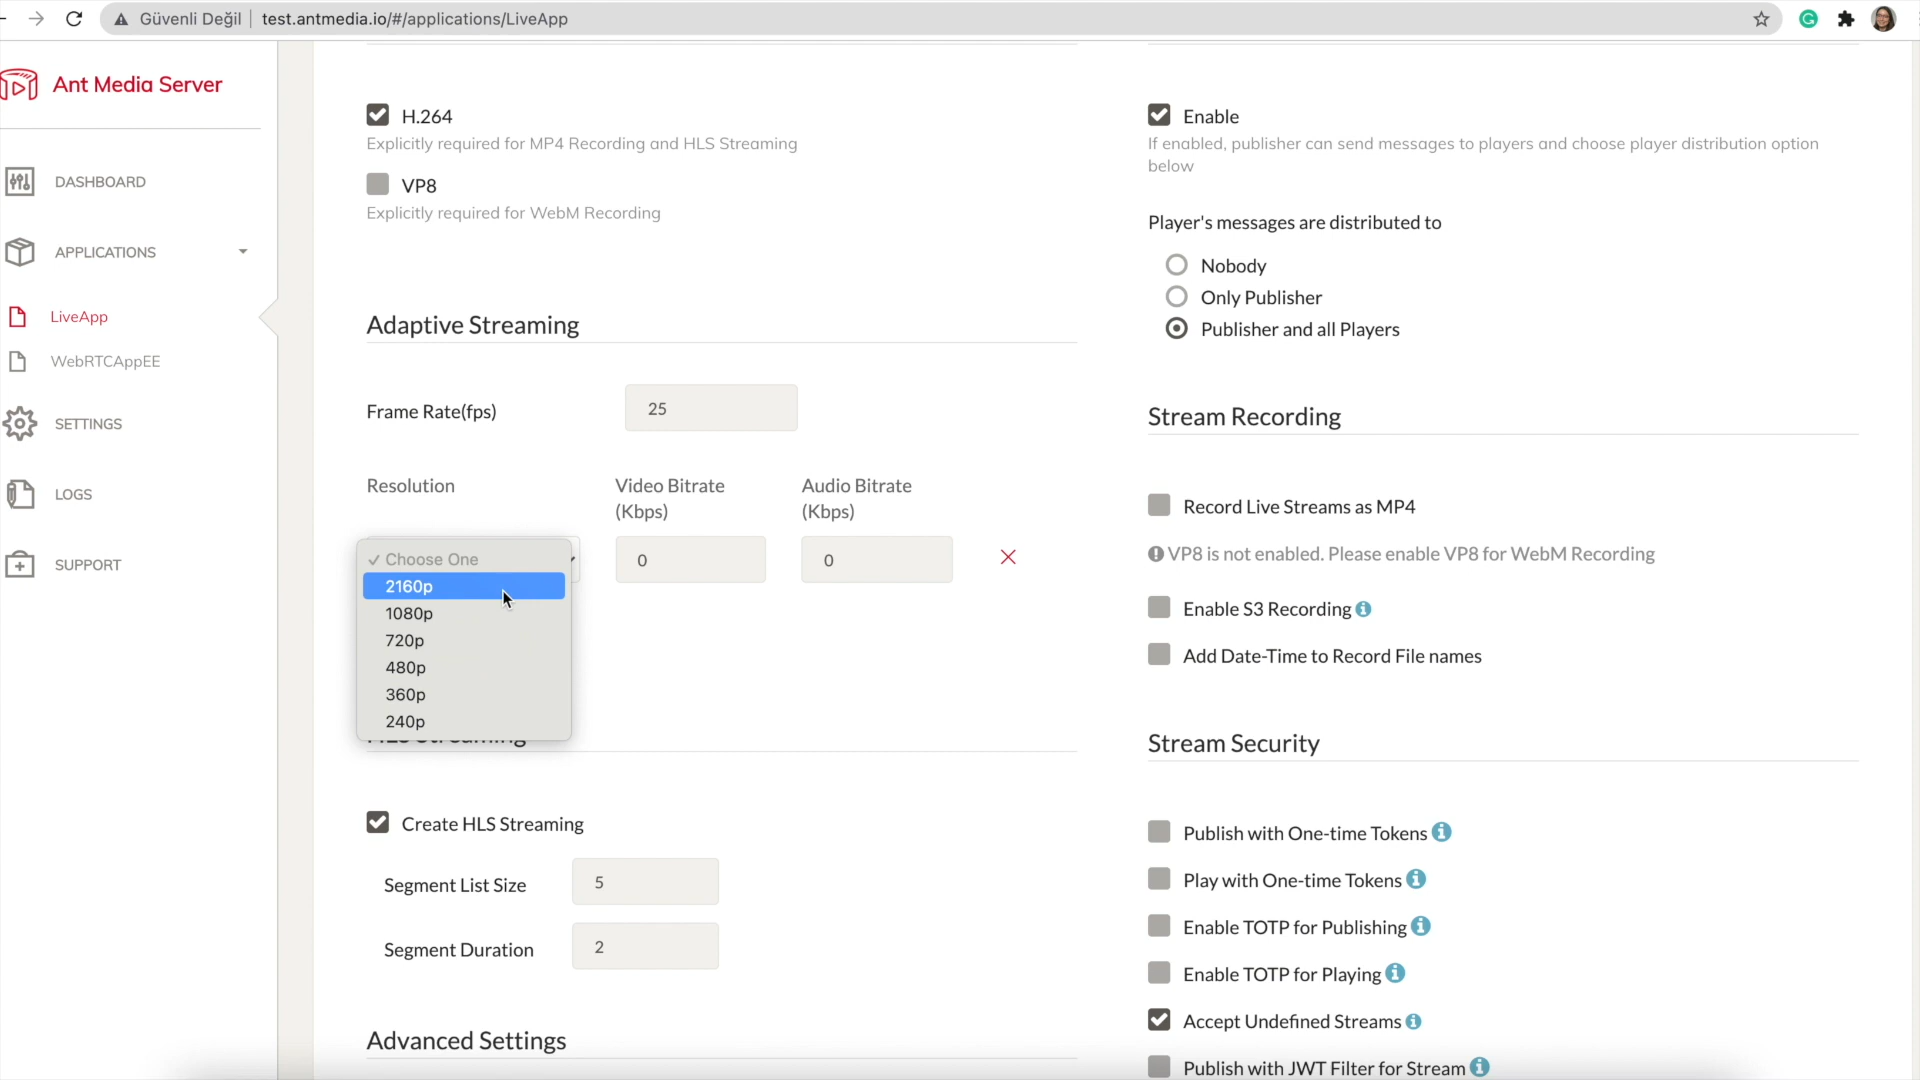 Güvenli Değil
test.antmedia.io/#/applications/LiveApp
Ant Media Server
DASHBOARD
APPLICATIONS
LiveApp
WebRTCAppEE
SETTINGS
LOGS
SUPPORT
H.264
Explicitly required for MP4 Recording and HLS Streaming
VP8
Explicitly required for WebM Recording
Adaptive Streaming
Frame Rate(fps)
25
Resolution
Video Bitrate
(Kbps)
Audio Bitrate
(Kbps)
✓ Choose One
0
0
2160p
1080p
720p
480p
360p
240p
Create HLS Streaming
Segment List Size
5
Segment Duration
2
Advanced Settings
Enable
If enabled, publisher can send messages to players and choose player distribution option
below
Player's messages are distributed to
Nobody
Only Publisher
Publisher and all Players
Stream Recording
Record Live Streams as MP4
VP8 is not enabled. Please enable VP8 for WebM Recording
Enable S3 Recording
Add Date-Time to Record File names
Stream Security
Publish with One-time Tokens
Play with One-time Tokens
Enable TOTP for Publishing
Enable TOTP for Playing
Accept Undefined Streams
Publish with JWT Filter for Stream